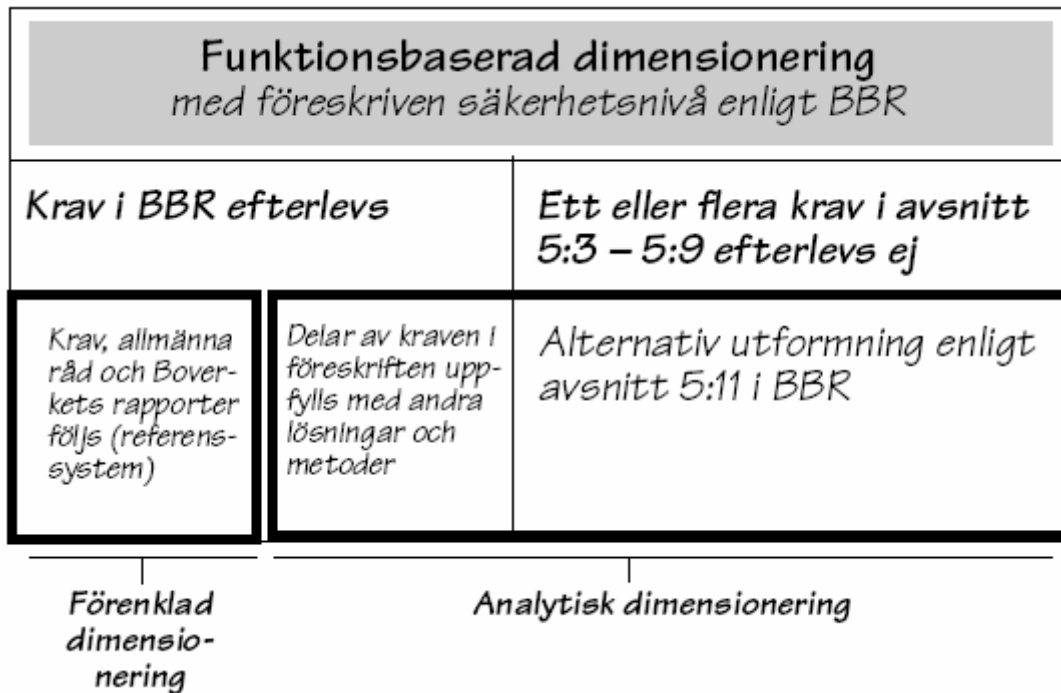 Funktionsbaserad dimensionering
med föreskriven säkerhetsnivå enligt BBR
Krav i BBR efterlevs
Ett eller flera krav i avsnitt
5:3 – 5:9 efterlevs ej
Krav, allmänna
råd och Bover-
kets rapporter
följs (referens-
system)
Delar av kraven i
föreskriften upp-
fylls med andra
lösningar och
metoder
Alternativ utformning enligt
avsnitt 5:11 i BBR
Förenklad
dimensio-
nering
Analytisk dimensionering